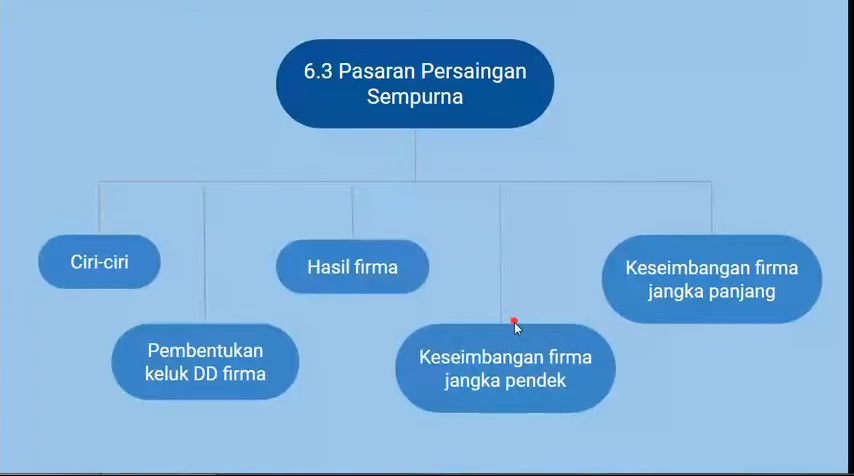 6.3 Pasaran Persaingan
Sempurna
Ciri-ciri
Pembentukan
keluk DD firma
Hasil firma
Keseimbangan firma
jangka pendek
Keseimbangan firma
jangka panjang